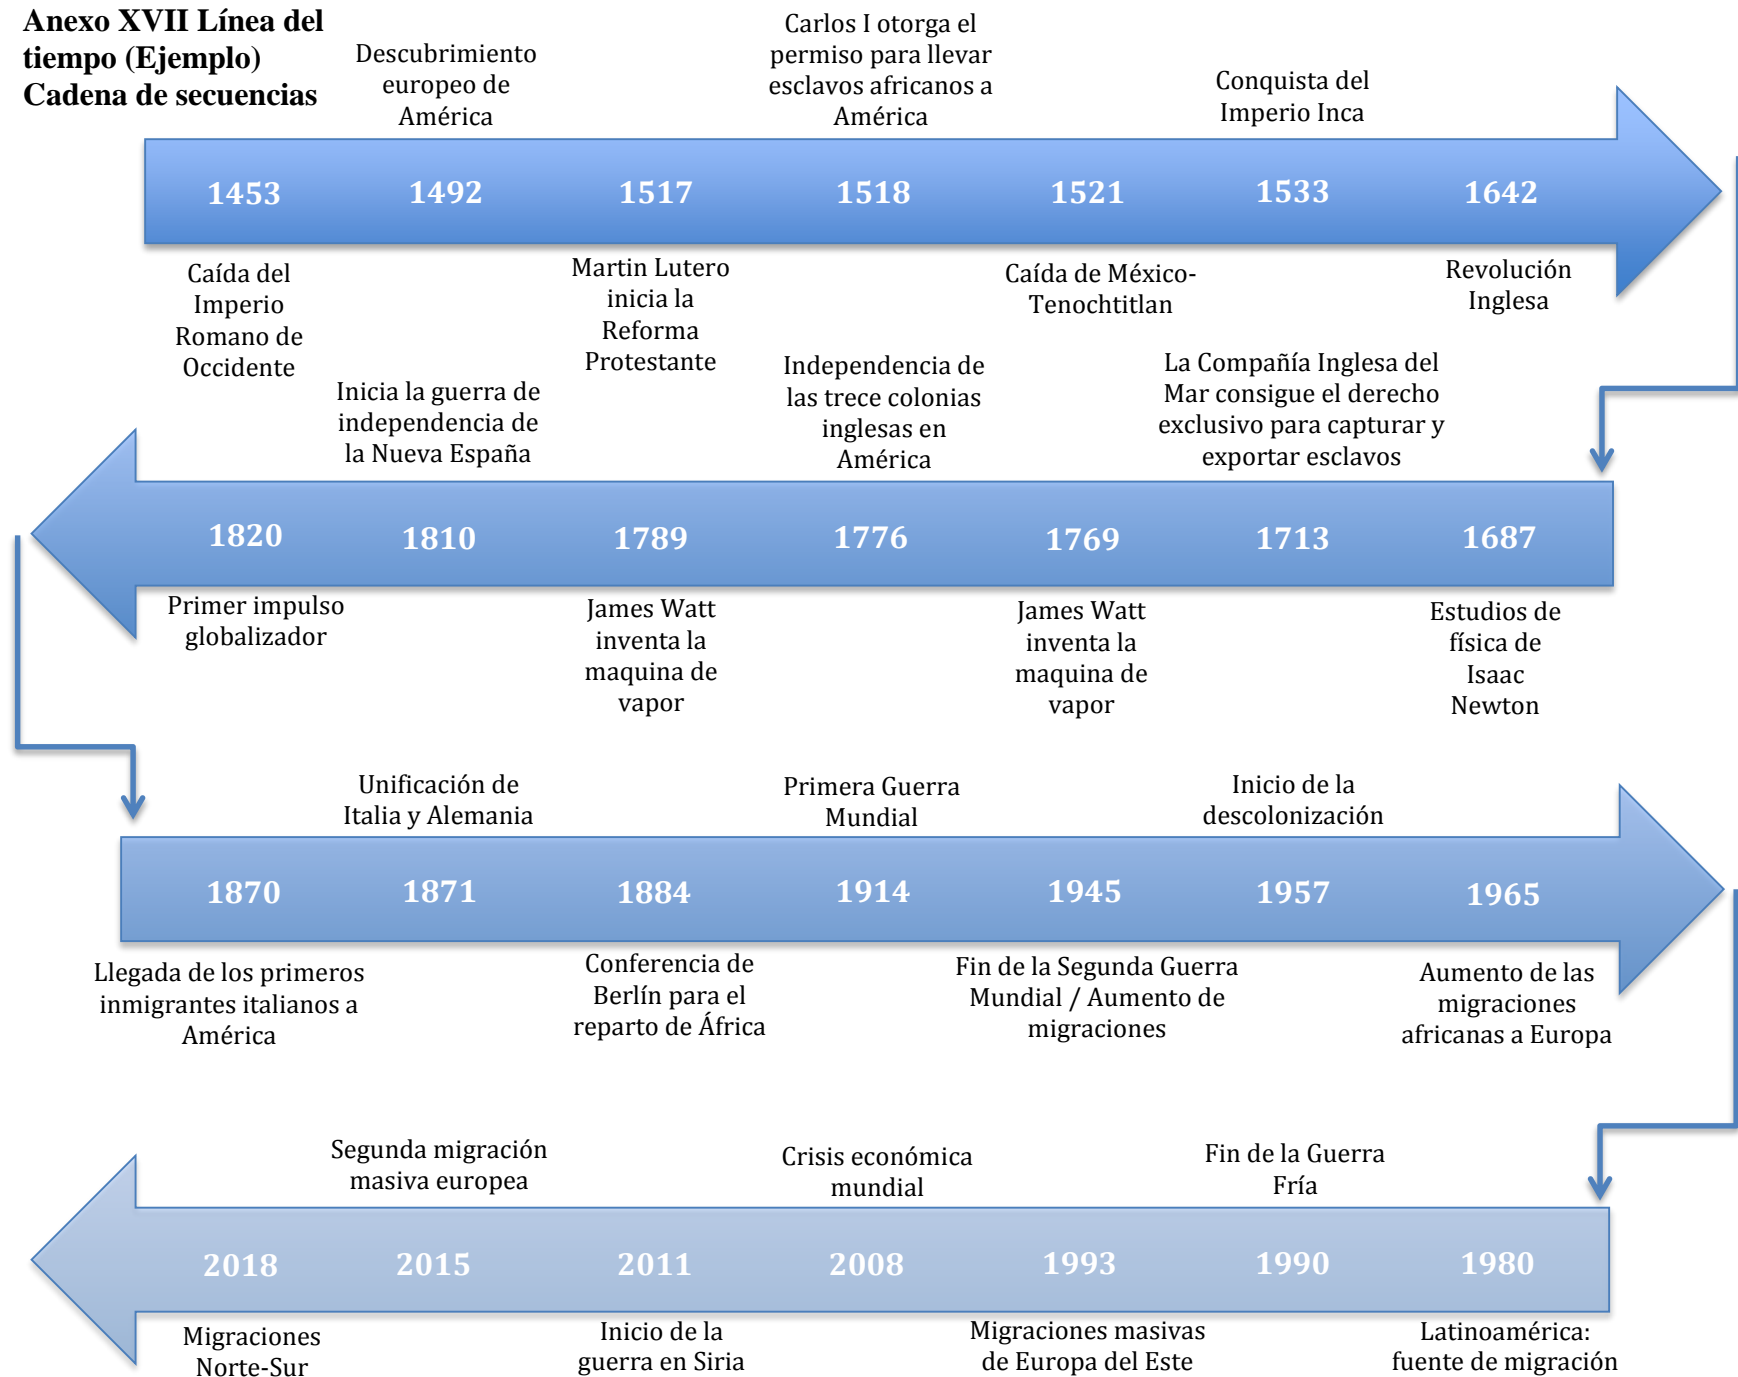 Anexo XVII Línea del
tiempo (Ejemplo)
Cadena de secuencias
Descubrimiento
europeo de
América
Carlos I otorga el
permiso para llevar
esclavos africanos a
América
Conquista del
Imperio Inca
1453 1492 1517 1518 1521 1533 1642
Caída del
Imperio
Romano de
Occidente
Martin Lutero
inicia la
Reforma
Protestante
Caída de México-
Tenochtitlan
Revolución
Inglesa
Inicia la guerra de
independencia de
la Nueva España
Independencia de
las trece colonias
inglesas en
América
La Compañía Inglesa del
Mar consigue el derecho
exclusivo para capturar y
exportar esclavos
1820 1810 1789 1776 1769 1713 1687
Primer impulso
globalizador
James Watt
inventa la
maquina de
vapor
James Watt
inventa la
maquina de
vapor
Estudios de
física de
Isaac
Newton
Unificación de
Italia y Alemania
Primera Guerra
Mundial
Inicio de la
descolonización
1870 1871 1884 1914 1945 1957 1965
Llegada de los primeros
inmigrantes italianos a
América
Conferencia de
Berlín para el
reparto de África
Fin de la Segunda Guerra
Mundial / Aumento de
migraciones
Aumento de las
migraciones
africanas a Europa
Segunda migración
masiva europea
Crisis económica
mundial
Fin de la Guerra
Fría
2018 2015 2011 2008 1993 1990 1980
Migraciones
Norte-Sur
Inicio de la
guerra en Siria
Migraciones masivas
de Europa del Este
Latinoamérica:
fuente de migración